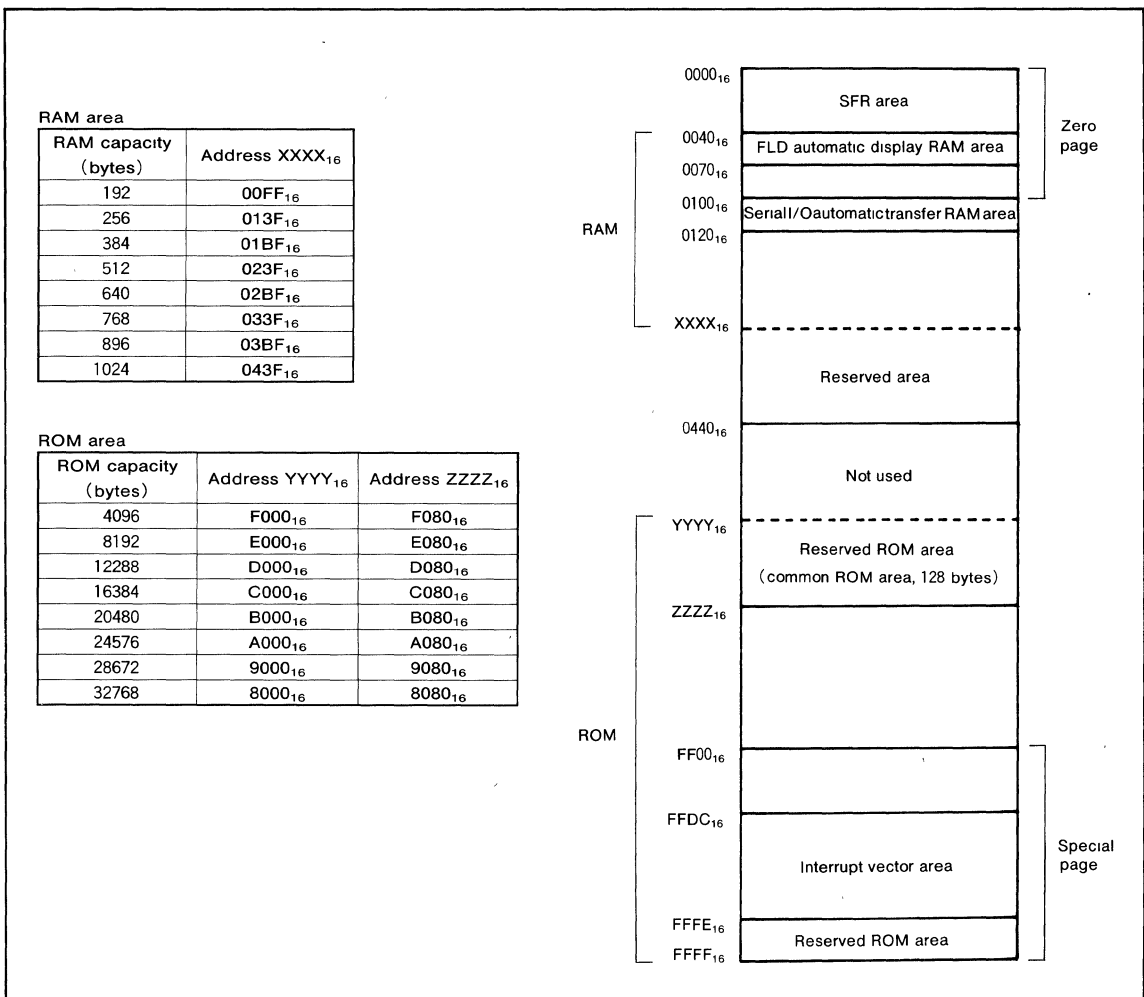 RAM area
RAM capacity (bytes) Address XXXX₁₆
192 00FF₁₆
256 013F₁₆
384 01BF₁₆
512 023F₁₆
640 02BF₁₆
768 033F₁₆
896 03BF₁₆
1024 043F₁₆
ROM area
ROM capacity (bytes) Address YYYY₁₆ Address ZZZZ₁₆
4096 F000₁₆ F080₁₆
8192 E000₁₆ E080₁₆
12288 D000₁₆ D080₁₆
16384 C000₁₆ C080₁₆
20480 B000₁₆ B080₁₆
24576 A000₁₆ A080₁₆
28672 9000₁₆ 9080₁₆
32768 8000₁₆ 8080₁₆
0000₁₆
SFR area
Zero
page
0040₁₆
FLD automatic display RAM area
0070₁₆
0100₁₆
Serial I/O automatic transfer RAM area
RAM
0120₁₆
XXXX₁₆
Reserved area
0440₁₆
Not used
YYYY₁₆
Reserved ROM area
(common ROM area, 128 bytes)
ZZZZ₁₆
ROM
FF00₁₆
FFDC₁₆
Interrupt vector area
Special
page
FFFE₁₆
Reserved ROM area
FFFF₁₆